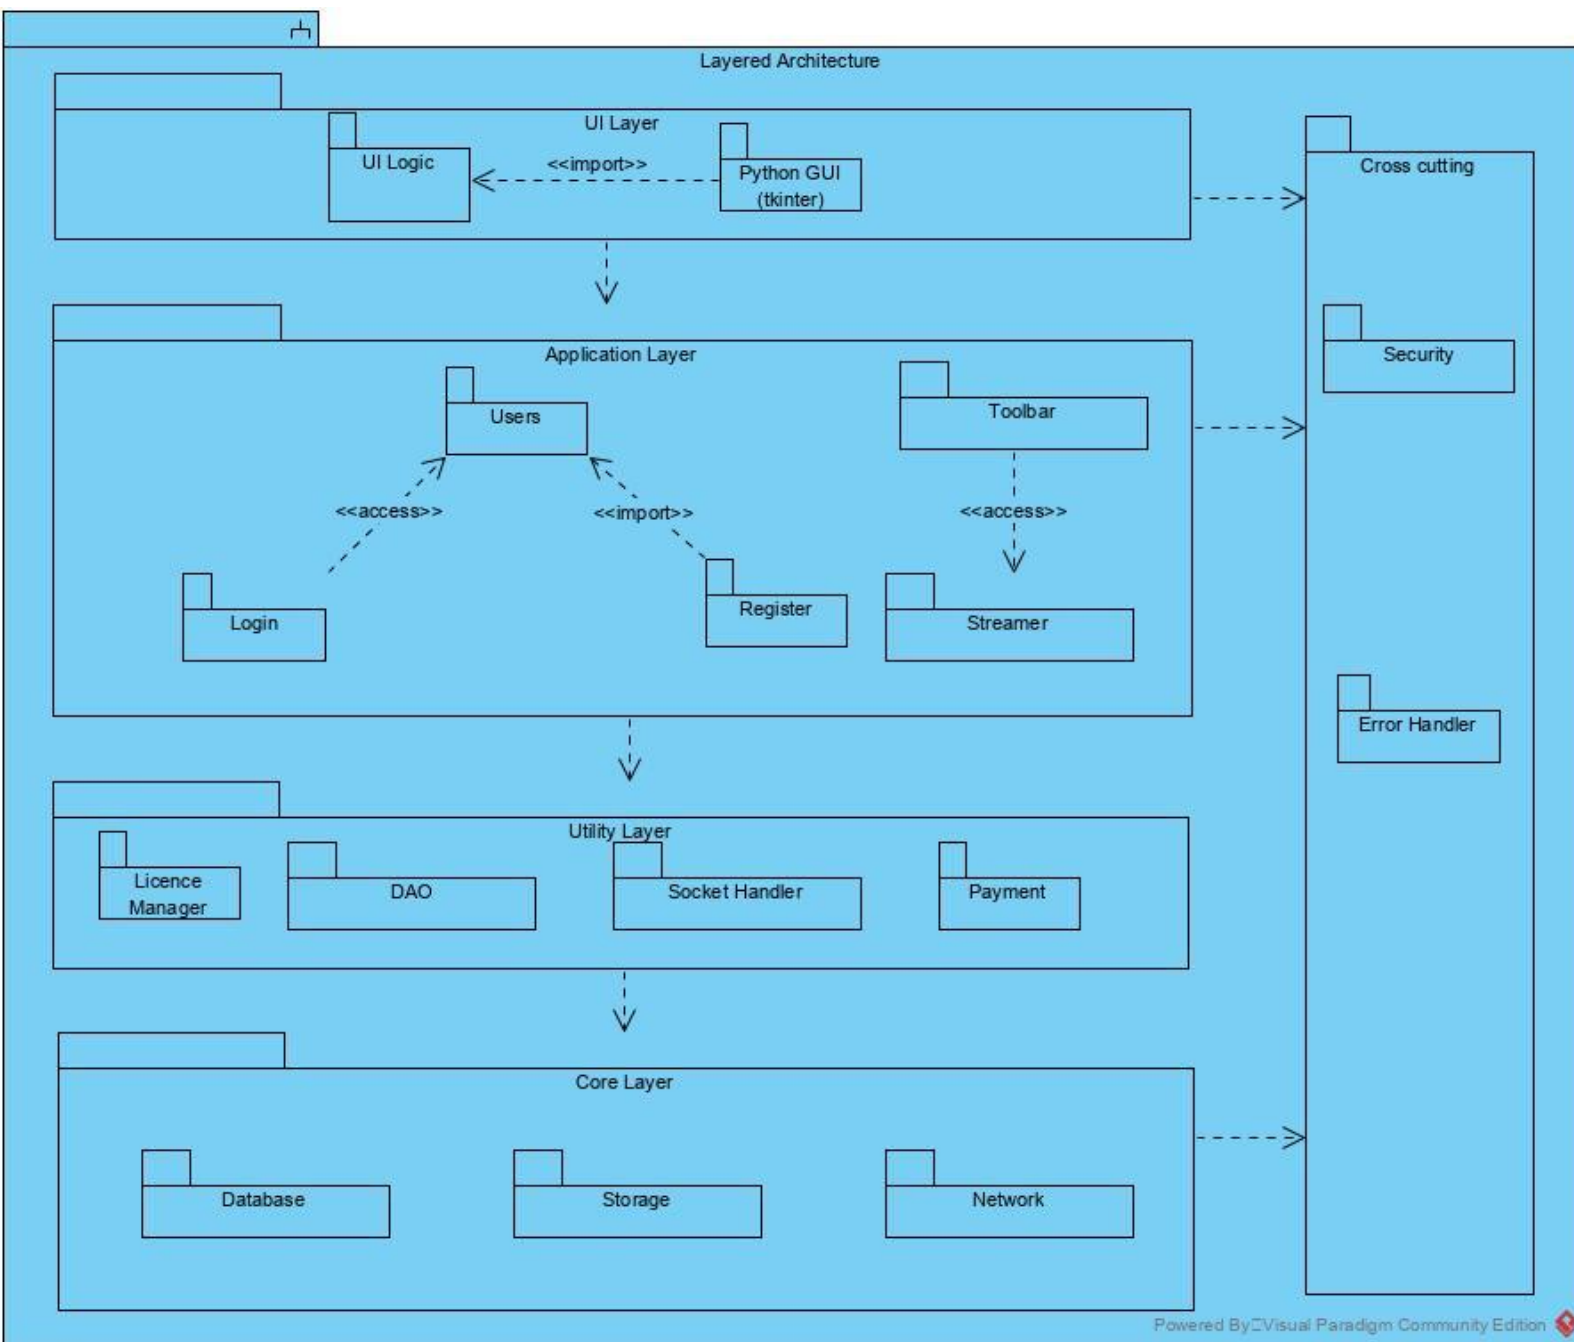 Layered Architecture
UI Layer
UI Logic
<<import>>
Python GUI
(tkinter)
Cross cutting
Application Layer
Users
Toolbar
Security
<<access>>
<<import>>
<<access>>
Login
Register
Streamer
Error Handler
Utility Layer
Licence
Manager
DAO
Socket Handler
Payment
Core Layer
Database
Storage
Network
Powered By Visual Paradigm Community Edition